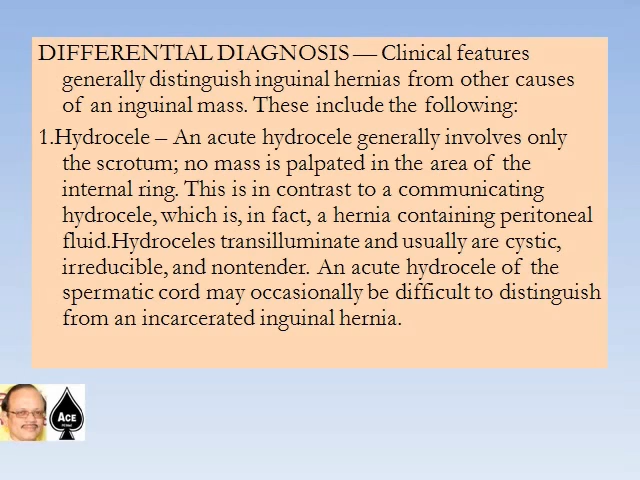 DIFFERENTIAL DIAGNOSIS — Clinical features
generally distinguish inguinal hernias from other causes
of an inguinal mass. These include the following:
1.Hydrocele – An acute hydrocele generally involves only
the scrotum; no mass is palpated in the area of the
internal ring. This is in contrast to a communicating
hydrocele, which is, in fact, a hernia containing peritoneal
fluid.Hydroceles transilluminate and usually are cystic,
irreducible, and nontender. An acute hydrocele of the
spermatic cord may occasionally be difficult to distinguish
from an incarcerated inguinal hernia.
ACE